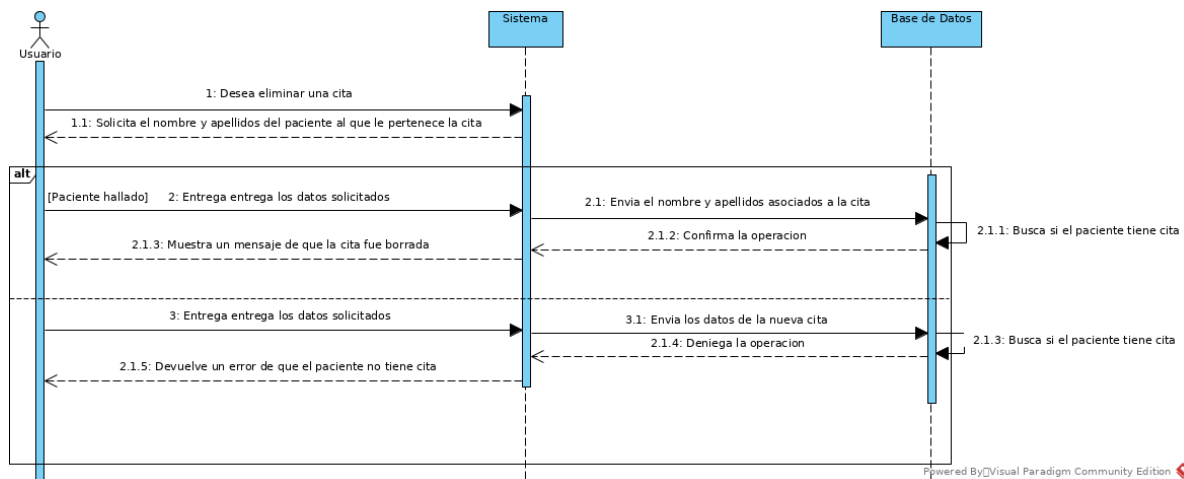 Sistema
Base de Datos
Usuario
1: Desea eliminar una cita
1.1: Solicita el nombre y apellidos del paciente al que le pertenece la cita
alt
[Paciente hallado]
2: Entrega entrega los datos solicitados
2.1: Envia el nombre y apellidos asociados a la cita
2.1.1: Busca si el paciente tiene cita
2.1.2: Confirma la operacion
2.1.3: Muestra un mensaje de que la cita fue borrada
3: Entrega entrega los datos solicitados
3.1: Envia los datos de la nueva cita
2.1.3: Busca si el paciente tiene cita
2.1.4: Deniega la operacion
2.1.5: Devuelve un error de que el paciente no tiene cita
Powered By▯Visual Paradigm Community Edition